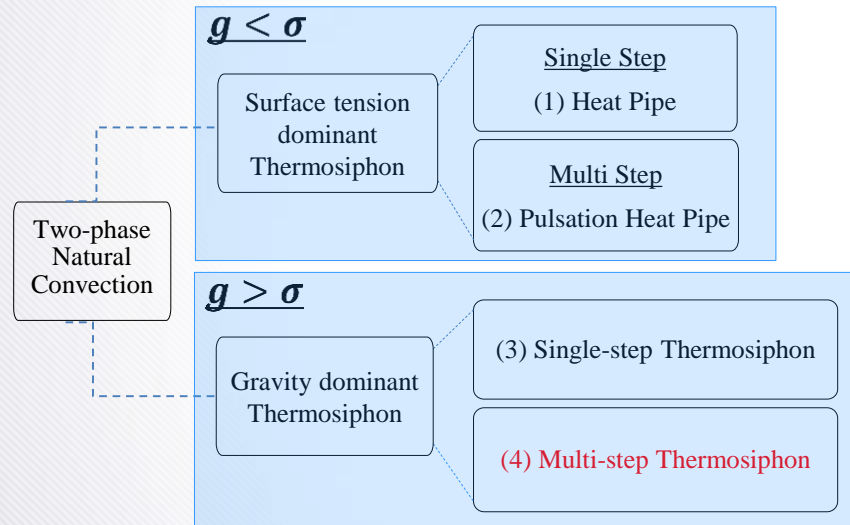 g < σ
Single Step
(1) Heat Pipe
Surface tension
dominant
Thermosiphon
Multi Step
(2) Pulsation Heat Pipe
Two-phase
Natural
Convection
g > σ
(3) Single-step Thermosiphon
Gravity dominant
Thermosiphon
(4) Multi-step Thermosiphon